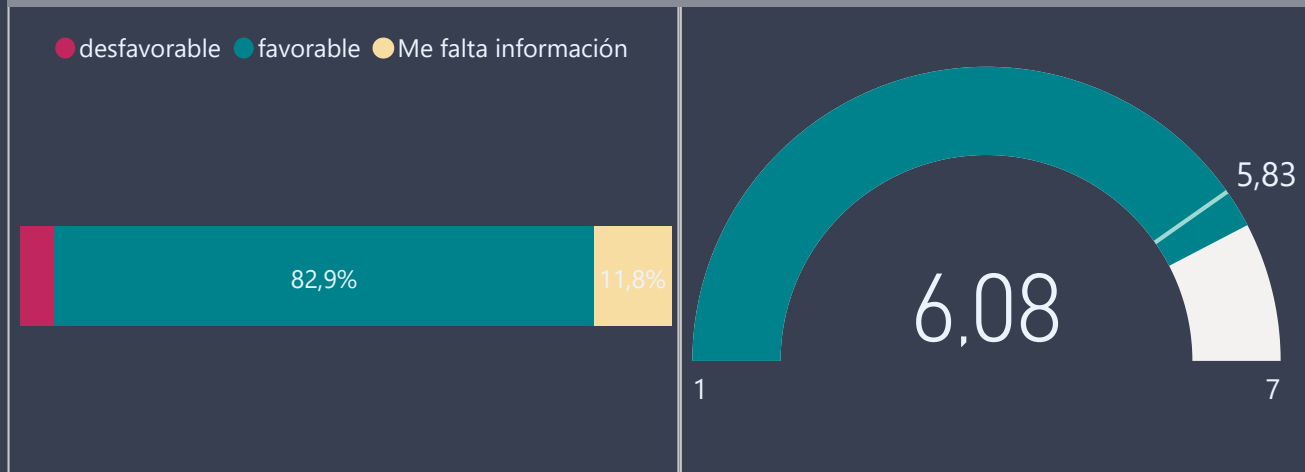 desfavorable favorable Me falta información
82,9% 11,8%
5,83
6,08
1 7